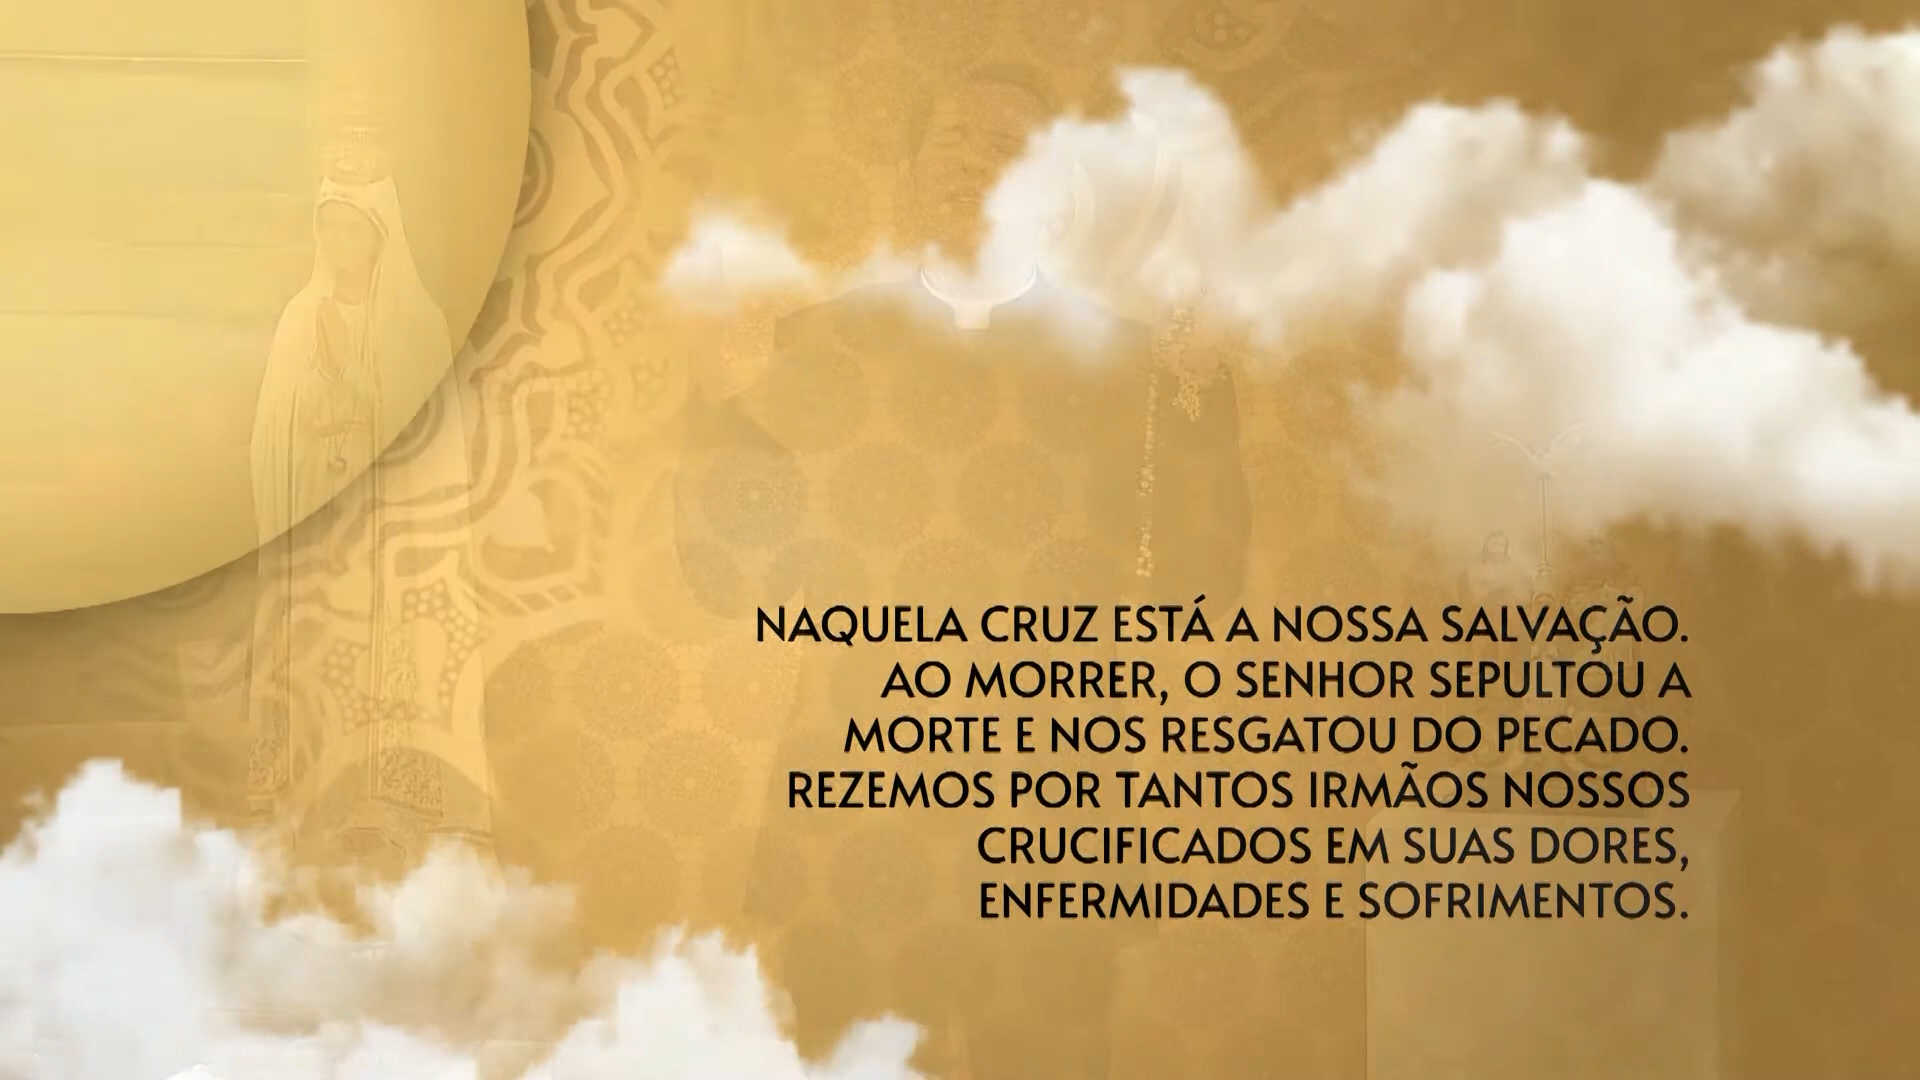 NAQUELA CRUZ ESTÁ A NOSSA SALVAÇÃO.
AO MORRER, O SENHOR SEPULTOU A
MORTE E NOS RESGATOU DO PECADO.
REZEMOS POR TANTOS IRMÃOS NOSSOS
CRUCIFICADOS EM SUAS DORES,
ENFERMIDADES E SOFRIMENTOS.